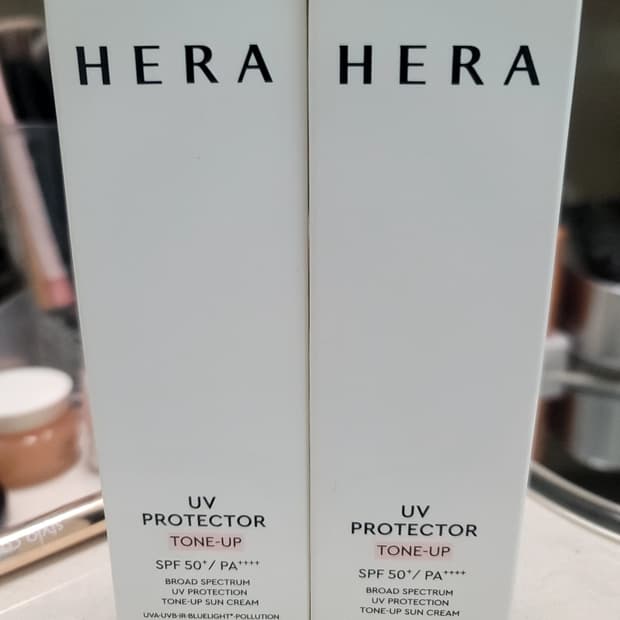 HERA
UV
PROTECTOR
TONE-UP
SPF 50+/ PA++++
BROAD SPECTRUM
UV PROTECTION
TONE-UP SUN CREAM
UVA·UVB·IR·BLUELIGHT*·POLLUTION
HERA
UV
PROTECTOR
TONE-UP
SPF 50+/ PA++++
BROAD SPECTRUM
UV PROTECTION
TONE-UP SUN CREAM